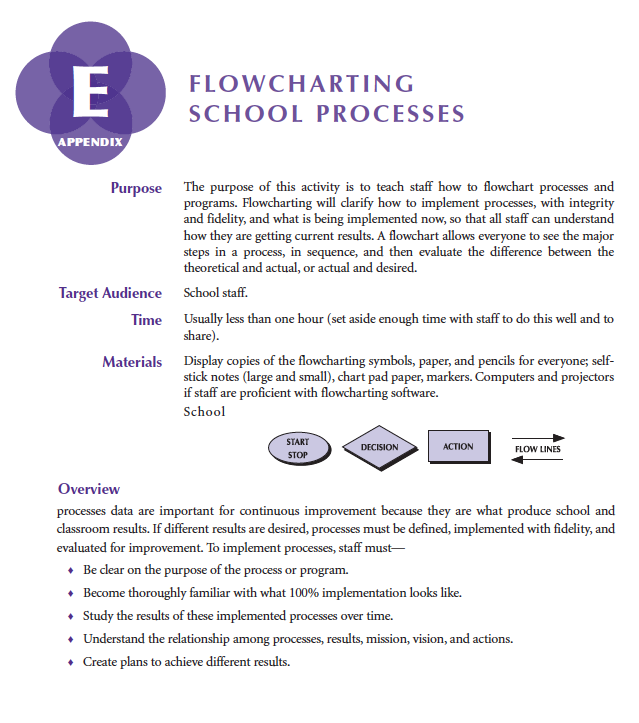 E
APPENDIX
FLOWCHARTING
SCHOOL PROCESSES
Purpose
The purpose of this activity is to teach staff how to flowchart processes and
programs. Flowcharting will clarify how to implement processes, with integrity
and fidelity, and what is being implemented now, so that all staff can understand
how they are getting current results. A flowchart allows everyone to see the major
steps in a process, in sequence, and then evaluate the difference between the
theoretical and actual, or actual and desired.
Target Audience
School staff.
Time
Usually less than one hour (set aside enough time with staff to do this well and to
share).
Materials
Display copies of the flowcharting symbols, paper, and pencils for everyone; self-
stick notes (large and small), chart pad paper, markers. Computers and projectors
if staff are proficient with flowcharting software.
School
START
STOP
DECISION
ACTION
FLOW LINES
Overview
processes data are important for continuous improvement because they are what produce school and
classroom results. If different results are desired, processes must be defined, implemented with fidelity, and
evaluated for improvement. To implement processes, staff must—
♦ Be clear on the purpose of the process or program.
♦ Become thoroughly familiar with what 100% implementation looks like.
♦ Study the results of these implemented processes over time.
♦ Understand the relationship among processes, results, mission, vision, and actions.
♦ Create plans to achieve different results.